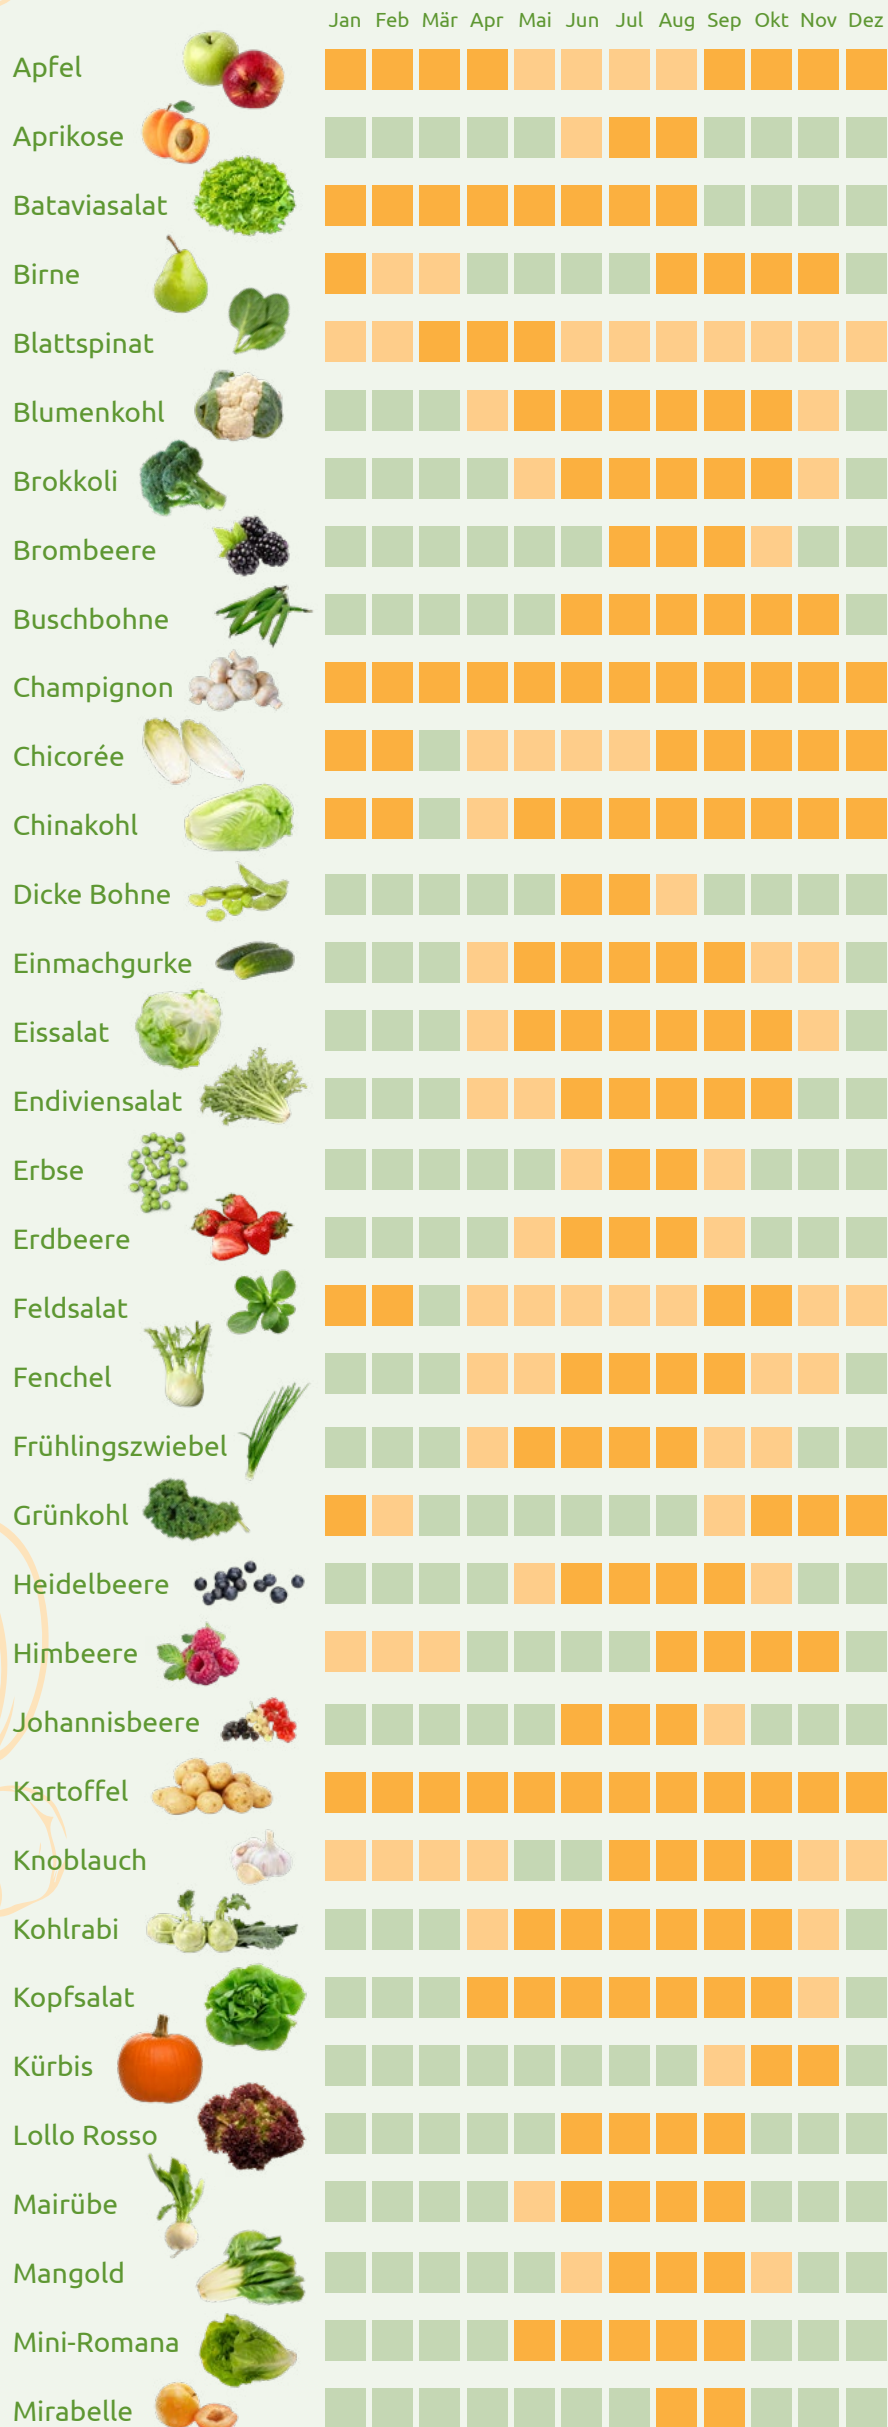 Jan Feb Mär Apr Mai Jun Jul Aug Sep Okt Nov Dez
Apfel
Aprikose
Bataviasalat
Birne
Blattspinat
Blumenkohl
Brokkoli
Brombeere
Buschbohne
Champignon
Chicorée
Chinakohl
Dicke Bohne
Einmachgurke
Eissalat
Endiviensalat
Erbse
Erdbeere
Feldsalat
Fenchel
Frühlingszwiebel
Grünkohl
Heidelbeere
Himbeere
Johannisbeere
Kartoffel
Knoblauch
Kohlrabi
Kopfsalat
Kürbis
Lollo Rosso
Mairübe
Mangold
Mini-Romana
Mirabelle